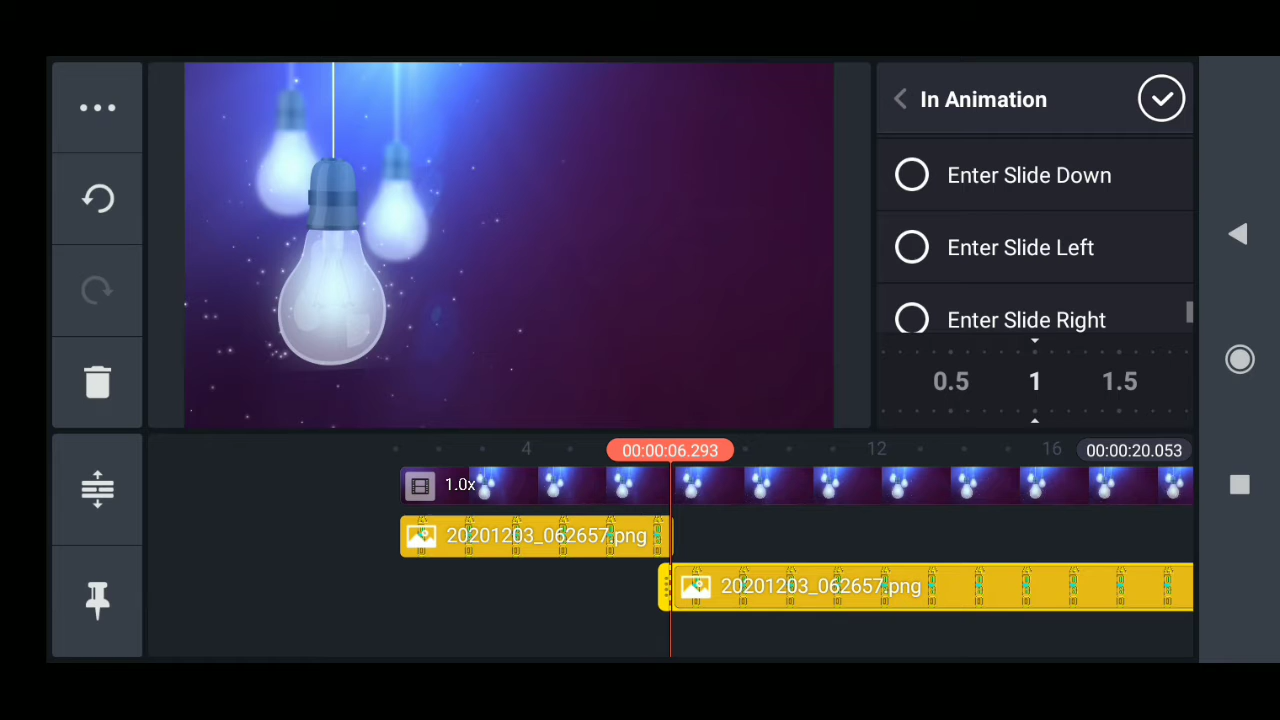 In Animation
Enter Slide Down
Enter Slide Left
Enter Slide Right
0.5 1 1.5
4 00:00:06.293 12 16 00:00:20.053
1.0x
20201203_062657.png
20201203_062657.png